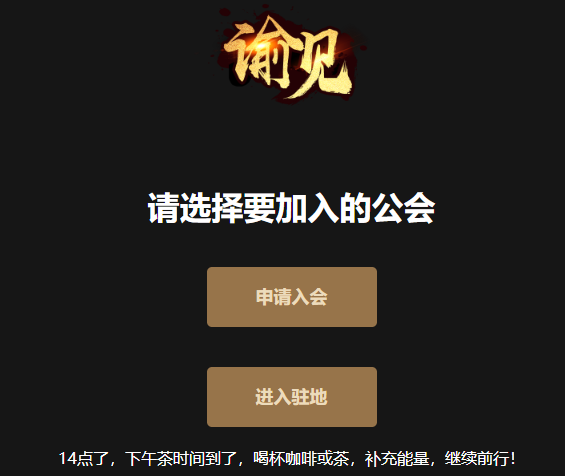 谕见
请选择要加入的公会
申请入会
进入驻地
14点了，下午茶时间到了，喝杯咖啡或茶，补充能量，继续前行！